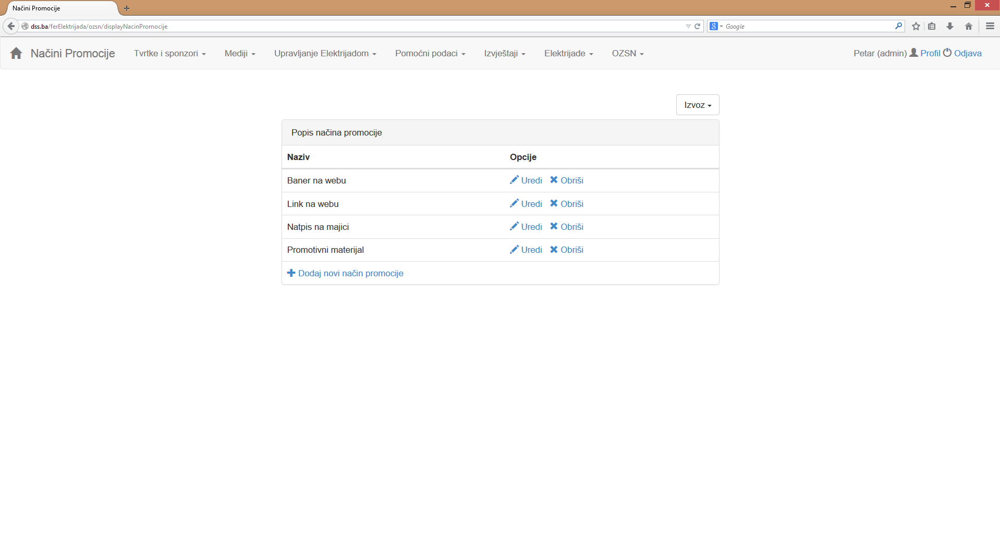 Načini Promocije
dss.ba/ferElektrijada/ozsn/displayNacinPromocije
Google
Načini Promocije Tvrtke i sponzori Mediji Upravljanje Elektrijadom Pomoćni podaci Izvještaji Elektrijade OZSN Petar (admin) Profil Odjava
Izvoz
Popis načina promocije
Naziv Opcije
Baner na webu Uredi Obriši
Link na webu Uredi Obriši
Natpis na majici Uredi Obriši
Promotivni materijal Uredi Obriši
Dodaj novi način promocije